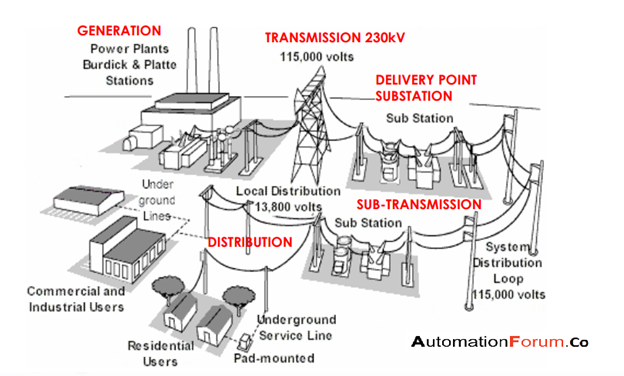 GENERATION
Power Plants
Burdick & Platte
Stations
TRANSMISSION 230kV
115,000 volts
DELIVERY POINT
SUBSTATION
Sub Station
Under
ground
Lines
Local Distribution
13,800 volts
SUB-TRANSMISSION
Sub Station
DISTRIBUTION
System
Distribution
Loop
115,000 volts
Commercial and
Industrial Users
Residential
Users
Underground
Service Line
Pad-mounted
AutomationForum.Co